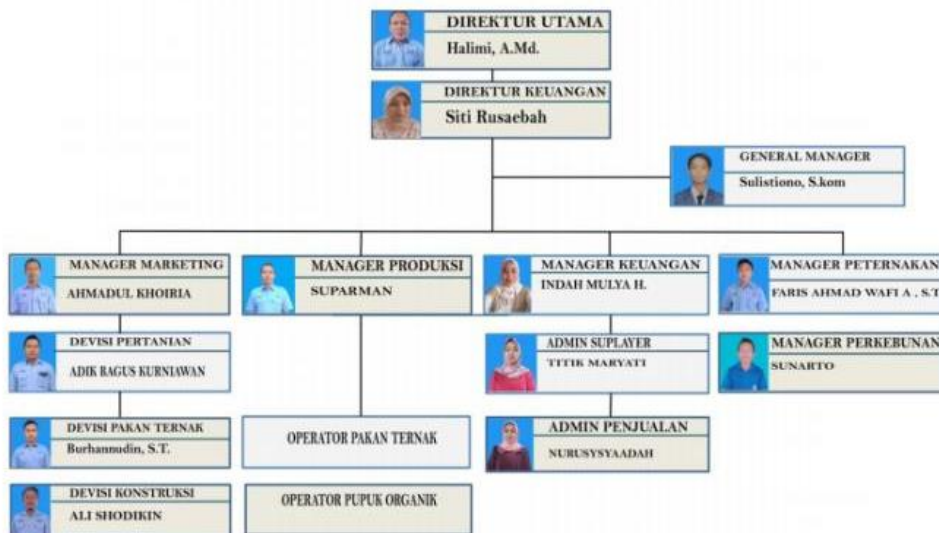 DIREKTUR UTAMA
Halimi, A.Md.
DIREKTUR KEUANGAN
Siti Rusaebah
GENERAL MANAGER
Sulistiono, S.kom
MANAGER MARKETING
AHMADUL KHOIRIA
MANAGER PRODUKSI
SUPARMAN
MANAGER KEUANGAN
INDAH MULYA H.
MANAGER PETERNAKAN
FARIS AHMAD WAFI A , S.T
DEVISI PERTANIAN
ADIK BAGUS KURNIAWAN
ADMIN SUPLAYER
TITIK MARYATI
MANAGER PERKEBUNAN
SUNARTO
DEVISI PAKAN TERNAK
Burhannudin, S.T.
OPERATOR PAKAN TERNAK
ADMIN PENJUALAN
NURUSYSYAADAH
DEVISI KONSTRUKSI
ALI SHODIKIN
OPERATOR PUPUK ORGANIK